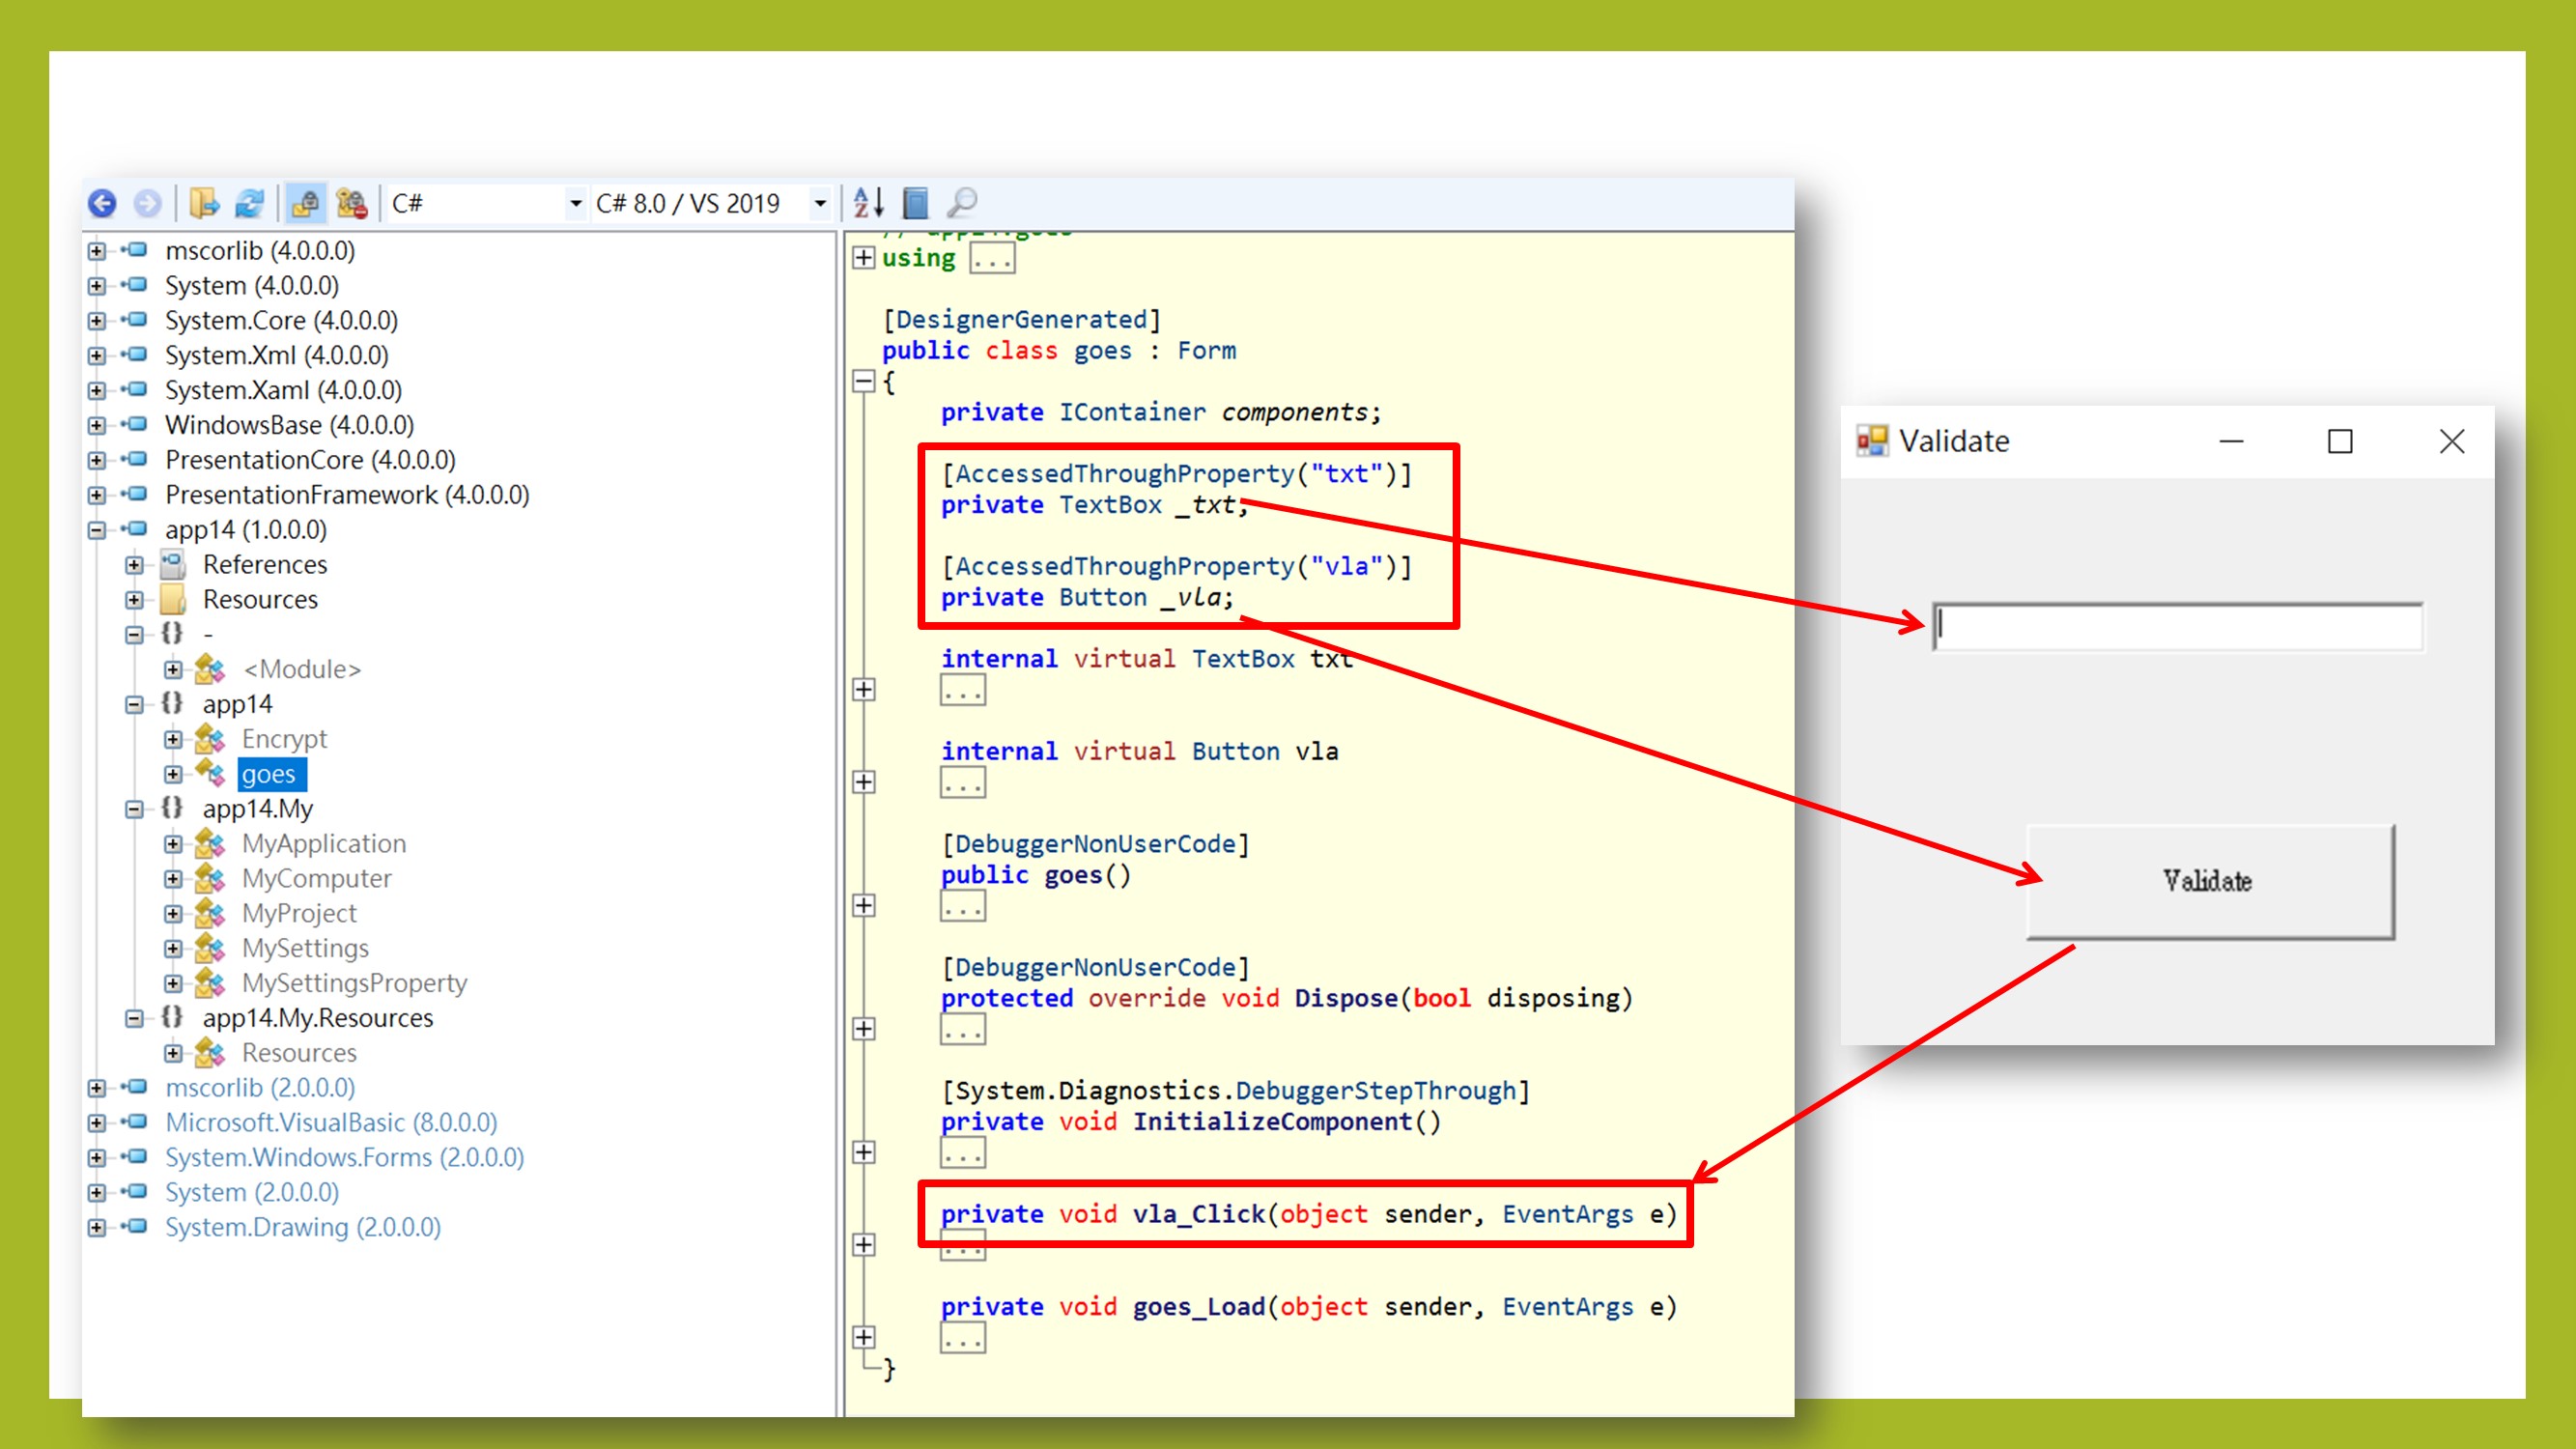 C#
C# 8.0 / VS 2019
mscorlib (4.0.0.0)
System (4.0.0.0)
System.Core (4.0.0.0)
System.Xml (4.0.0.0)
System.Xaml (4.0.0.0)
WindowsBase (4.0.0.0)
PresentationCore (4.0.0.0)
PresentationFramework (4.0.0.0)
app14 (1.0.0.0)
References
Resources
{} -
<Module>
{} app14
Encrypt
goes
{} app14.My
MyApplication
MyComputer
MyProject
MySettings
MySettingsProperty
{} app14.My.Resources
Resources
mscorlib (2.0.0.0)
Microsoft.VisualBasic (8.0.0.0)
System.Windows.Forms (2.0.0.0)
System (2.0.0.0)
System.Drawing (2.0.0.0)
// app14.goes
using ...
[DesignerGenerated]
public class goes : Form
{
private IContainer components;
[AccessedThroughProperty("txt")]
private TextBox _txt;
[AccessedThroughProperty("vla")]
private Button _vla;
internal virtual TextBox txt
...
internal virtual Button vla
...
[DebuggerNonUserCode]
public goes()
...
[DebuggerNonUserCode]
protected override void Dispose(bool disposing)
...
[System.Diagnostics.DebuggerStepThrough]
private void InitializeComponent()
...
private void vla_Click(object sender, EventArgs e)
...
private void goes_Load(object sender, EventArgs e)
...
}
Validate
Validate